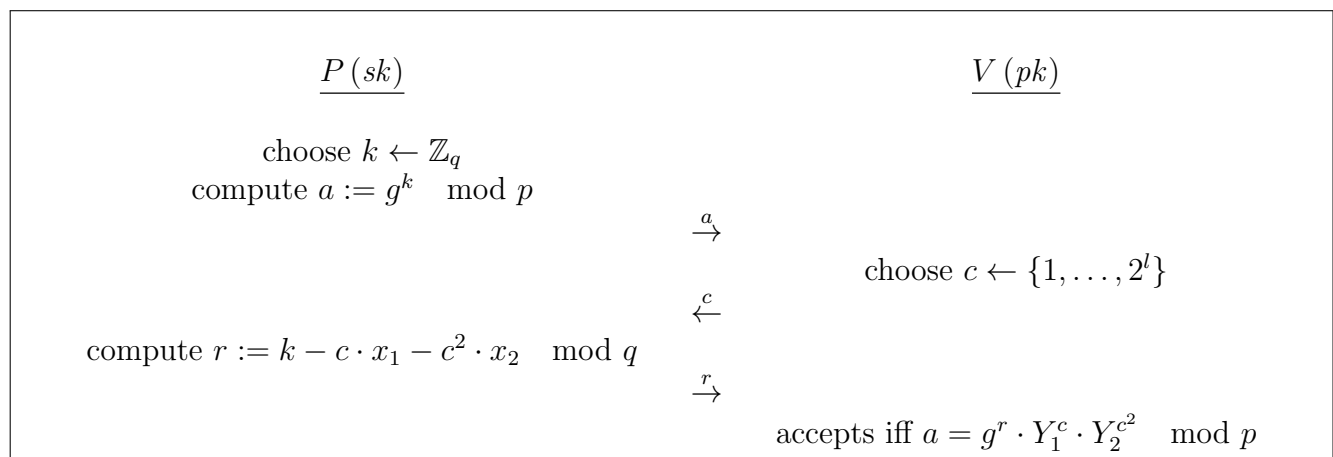 P (sk) V (pk)
choose k ← ℤ_q
compute a := g^k mod p
a
→
choose c ← {1, . . . , 2^l}
c
←
compute r := k − c · x_1 − c^2 · x_2 mod q
r
→
accepts iff a = g^r · Y_1^c · Y_2^{c^2} mod p